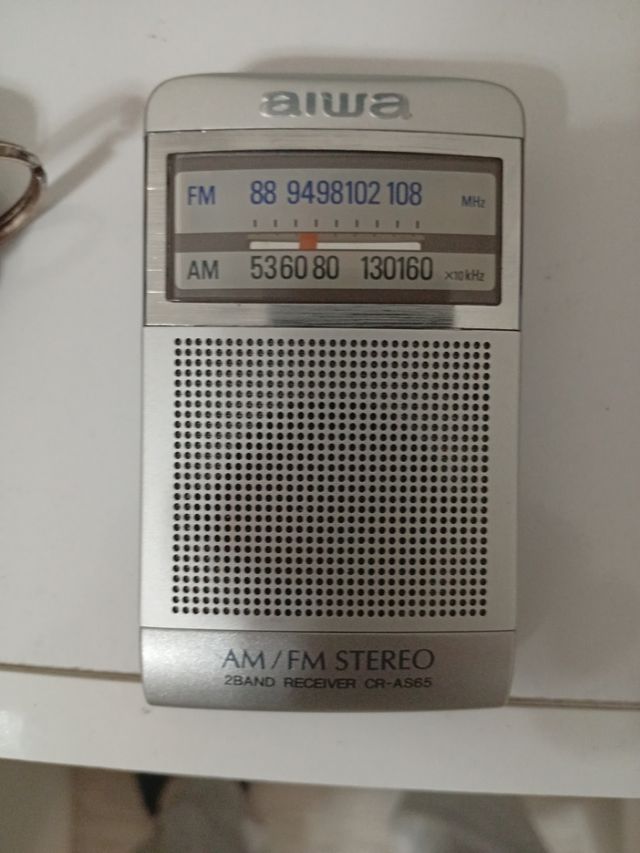 aiwa
FM 88 94 98 102 108 MHz
AM 53 60 80 130 160 ×10 kHz
AM / FM STEREO
2BAND RECEIVER CR-AS65